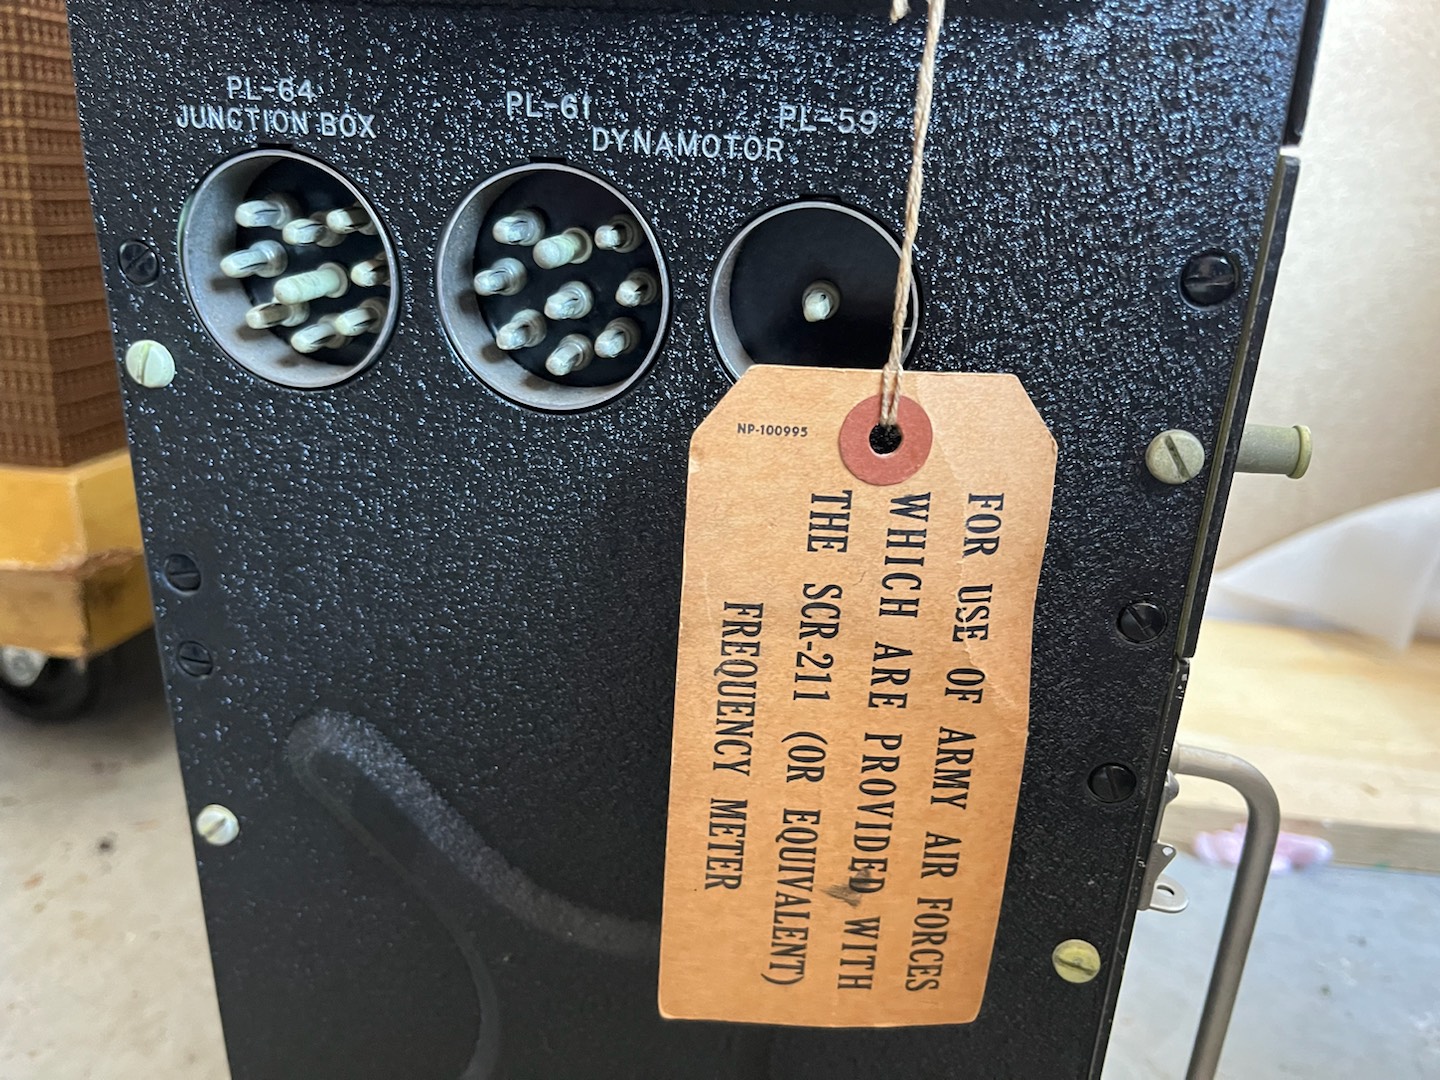 PL-64
JUNCTION BOX
PL-61
PL-59
DYNAMOTOR
NP-100995
FOR USE OF ARMY AIR FORCES
WHICH ARE PROVIDED WITH
THE SCR-211 (OR EQUIVALENT)
FREQUENCY METER